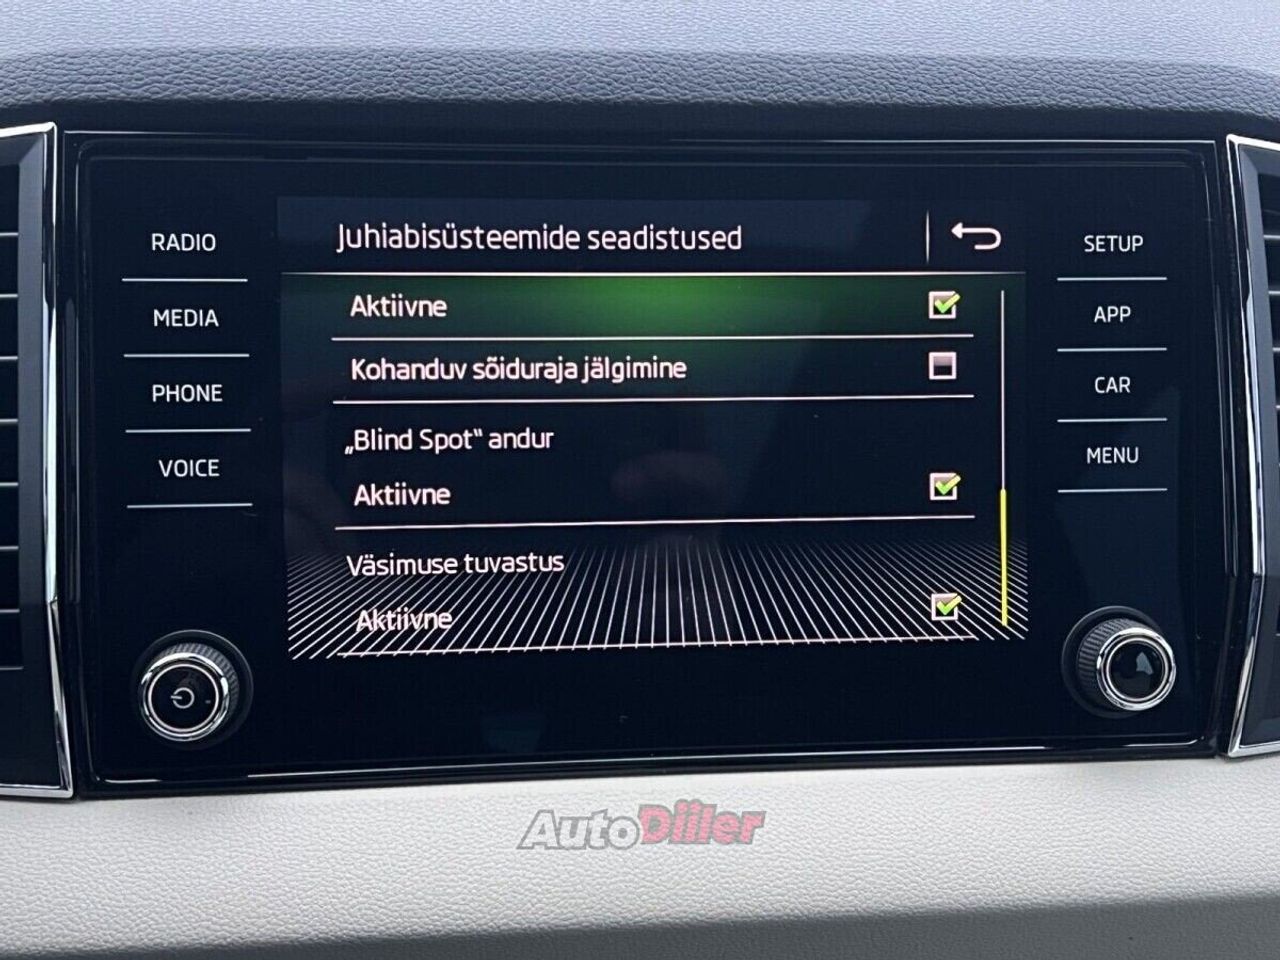 RADIO
MEDIA
PHONE
VOICE
Juhiabisüsteemide seadistused
Aktiivne
Kohanduv sõiduraja jälgimine
„Blind Spot“ andur
Aktiivne
Väsimuse tuvastus
Aktiivne
SETUP
APP
CAR
MENU
AutoDiiler